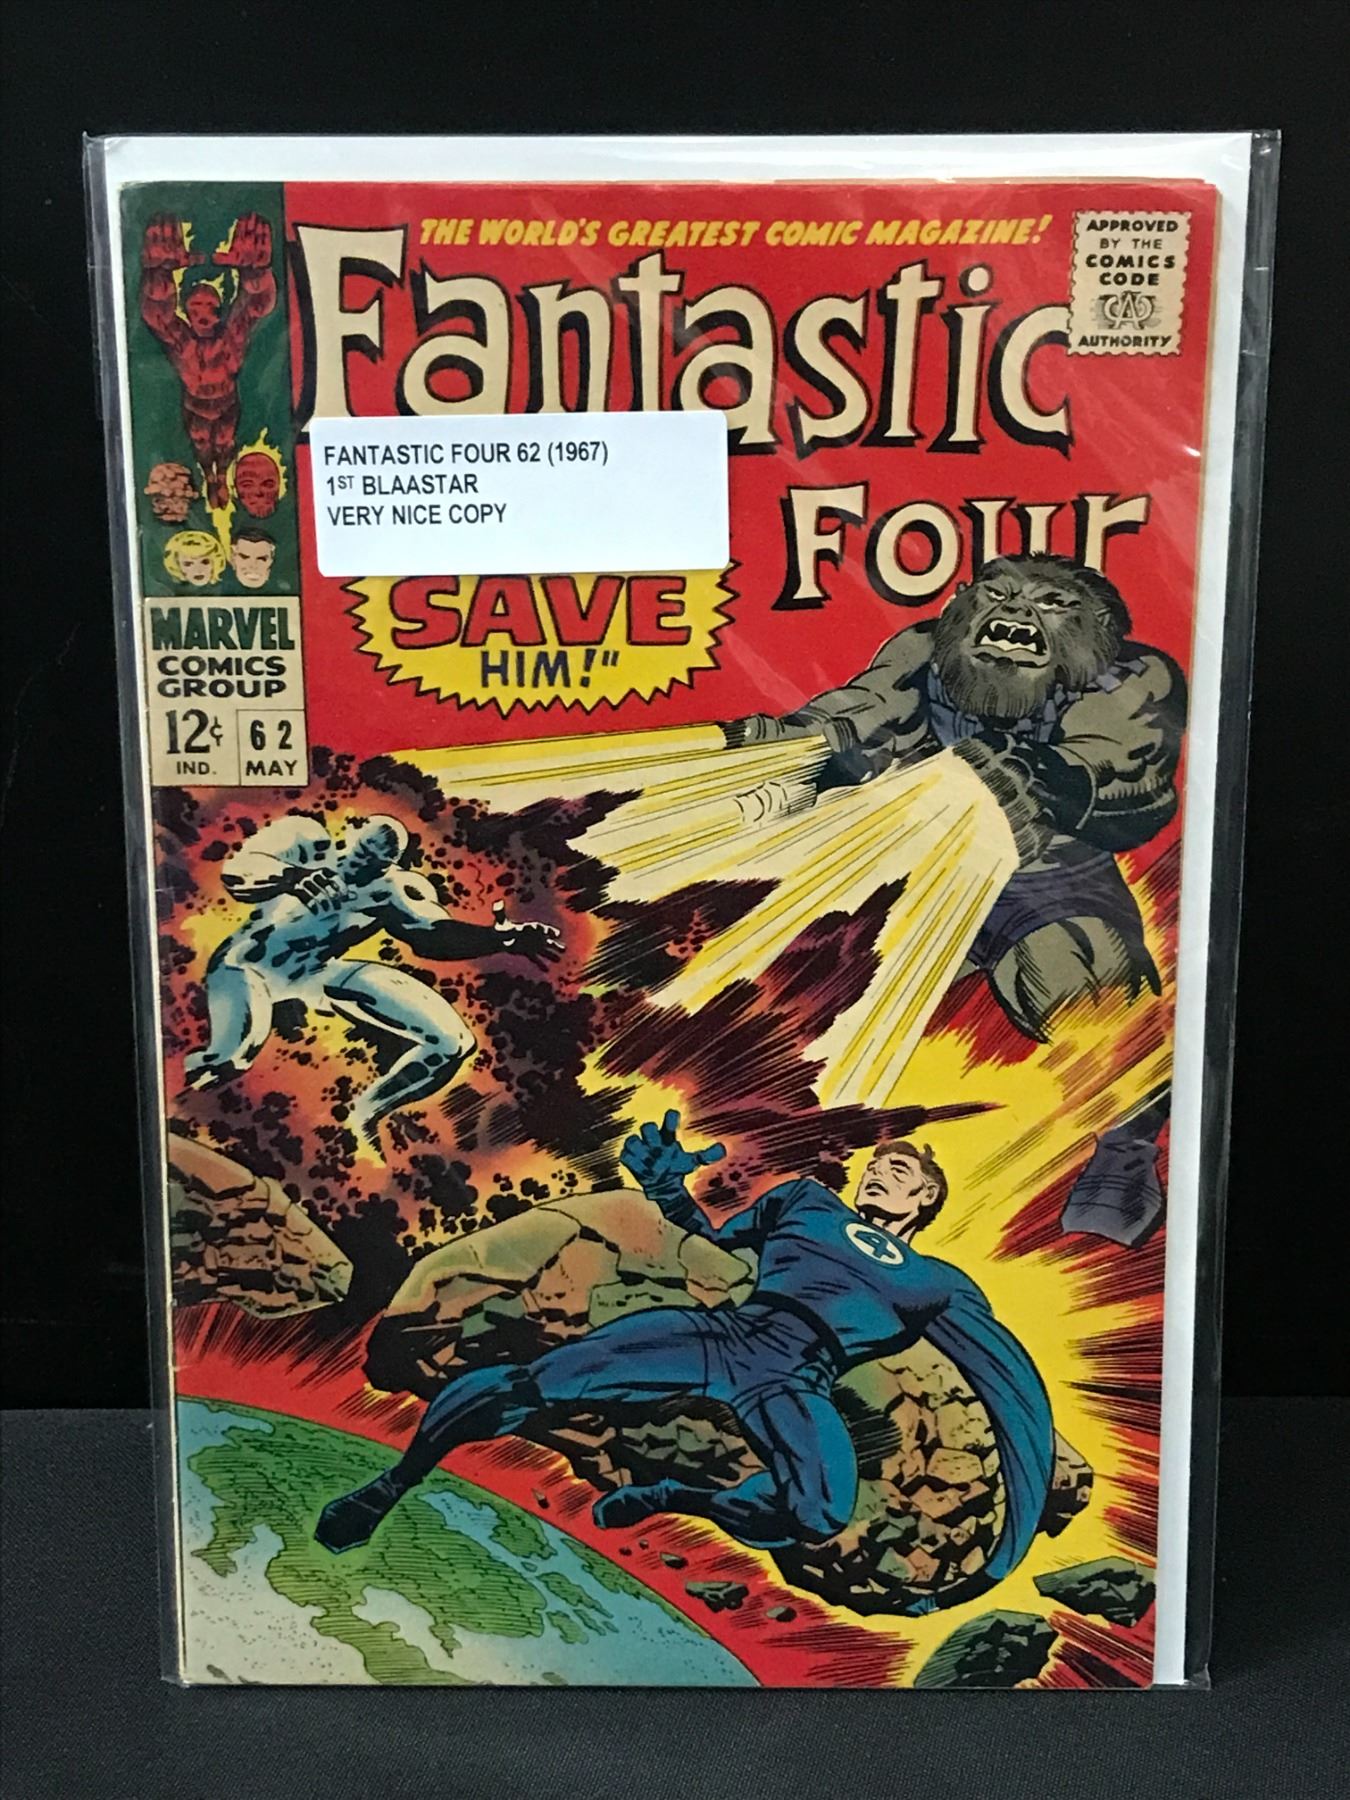 THE WORLD'S GREATEST COMIC MAGAZINE!
APPROVED
BY THE
COMICS
CODE
CA
AUTHORITY
Fantastic
Four
FANTASTIC FOUR 62 (1967)
1ST BLAASTAR
VERY NICE COPY
SAVE
HIM!"
MARVEL
COMICS
GROUP
12¢ 62
IND. MAY
4